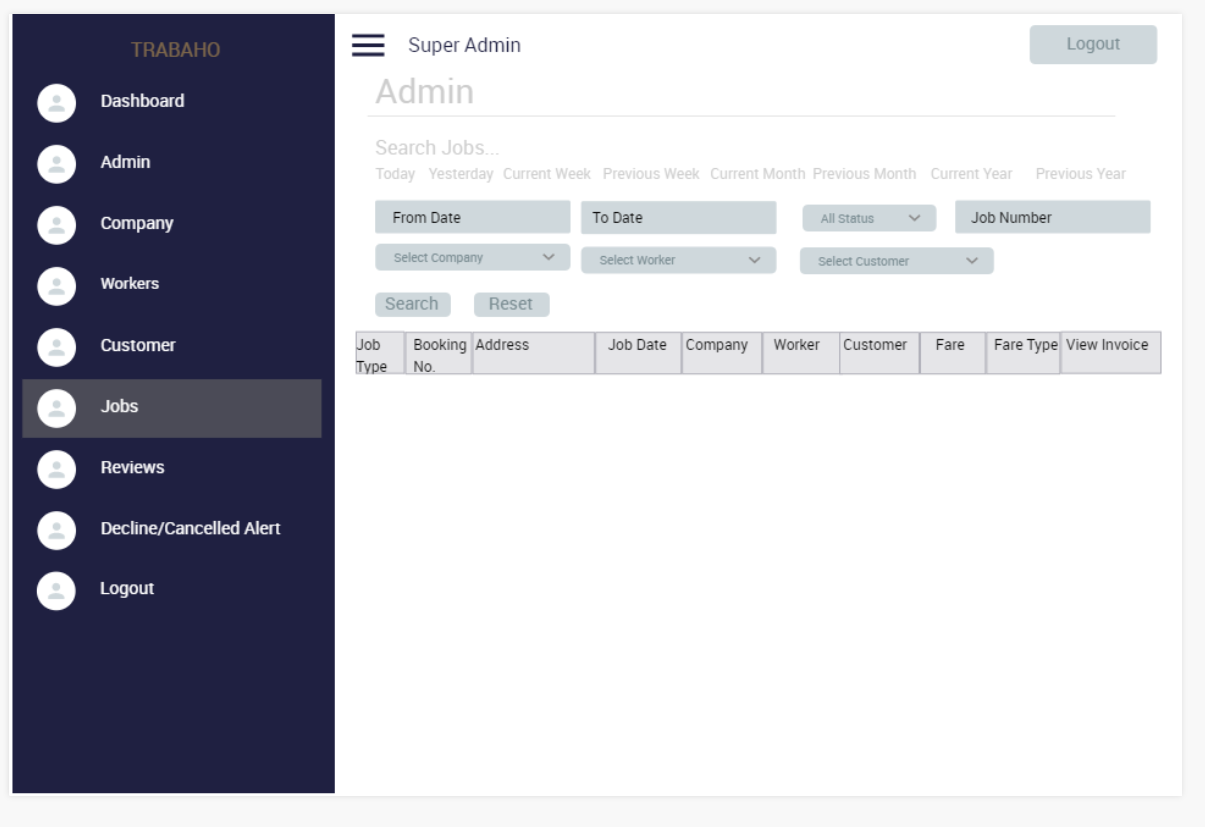 TRABAHO
Dashboard
Admin
Company
Workers
Customer
Jobs
Reviews
Decline/Cancelled Alert
Logout
Super Admin Logout
Admin
Search Jobs...
Today Yesterday Current Week Previous Week Current Month Previous Month Current Year Previous Year
From Date To Date All Status Job Number
Select Company Select Worker Select Customer
Search Reset
Job Booking Address Job Date Company Worker Customer Fare Fare Type View Invoice
Type No.